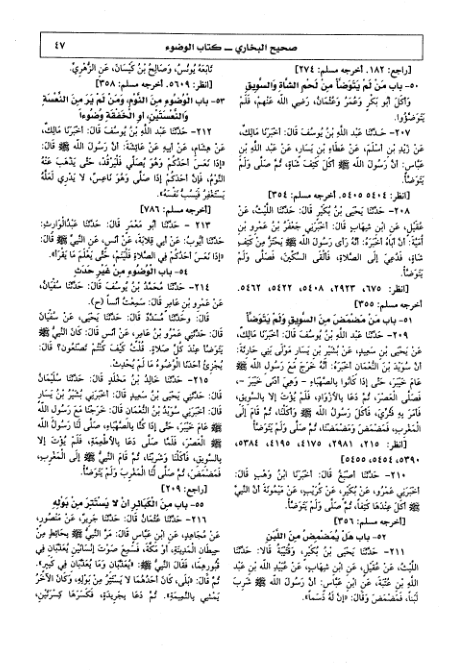 صحيح البخاري ــ كتاب الوضوء
٤٧
[راجع: ١٨٢. أخرجه مسلم: ٢٧٤]
٥٠- باب مَنْ لَمْ يَتَوَضَّأْ مِنْ لَحْمِ الشَّاةِ وَالسَّوِيقِ
وَأَكَلَ أَبُو بَكْرٍ وَعُمَرُ وَعُثْمَانُ، رَضِيَ اللَّهُ عَنْهُمْ، فَلَمْ
يَتَوَضَّؤُوا.
٢٠٧- حَدَّثَنَا عَبْدُ اللَّهِ بْنُ يُوسُفَ قَالَ: أَخْبَرَنَا مَالِكٌ،
عَنْ زَيْدِ بْنِ أَسْلَمَ، عَنْ عَطَاءِ بْنِ يَسَارٍ، عَنْ عَبْدِ اللَّهِ بْنِ
عَبَّاسٍ: أَنَّ رَسُولَ اللَّهِ ﷺ أَكَلَ كَتِفَ شَاةٍ، ثُمَّ صَلَّى وَلَمْ
يَتَوَضَّأْ.
[انظر: ٥٤٠٤، ٥٤٠٥. أخرجه مسلم: ٣٥٤]
٢٠٨- حَدَّثَنَا يَحْيَى بْنُ بُكَيْرٍ قَالَ: حَدَّثَنَا اللَّيْثُ، عَنْ
عُقَيْلٍ، عَنِ ابْنِ شِهَابٍ قَالَ: أَخْبَرَنِي جَعْفَرُ بْنُ عَمْرِو بْنِ
أُمَيَّةَ: أَنَّ أَبَاهُ أَخْبَرَهُ: أَنَّهُ رَأَى رَسُولَ اللَّهِ ﷺ يَحْتَزُّ مِنْ كَتِفِ
شَاةٍ، فَدُعِيَ إِلَى الصَّلَاةِ، فَأَلْقَى السِّكِّينَ، فَصَلَّى وَلَمْ
يَتَوَضَّأْ.
[انظر: ٦٧٥، ٢٩٢٣، ٥٤٠٨، ٥٤٢٢، ٥٤٦٢.
أخرجه مسلم: ٣٥٥]
٥١- باب مَنْ مَضْمَضَ مِنَ السَّوِيقِ وَلَمْ يَتَوَضَّأْ
٢٠٩- حَدَّثَنَا عَبْدُ اللَّهِ بْنُ يُوسُفَ قَالَ: أَخْبَرَنَا مَالِكٌ،
عَنْ يَحْيَى بْنِ سَعِيدٍ، عَنْ بُشَيْرِ بْنِ يَسَارٍ مَوْلَى بَنِي حَارِثَةَ:
أَنَّ سُوَيْدَ بْنَ النُّعْمَانِ أَخْبَرَهُ: أَنَّهُ خَرَجَ مَعَ رَسُولِ اللَّهِ ﷺ
عَامَ خَيْبَرَ، حَتَّى إِذَا كَانُوا بِالصَّهْبَاءِ - وَهِيَ أَدْنَى خَيْبَرَ -
فَصَلَّى الْعَصْرَ، ثُمَّ دَعَا بِالْأَزْوَادِ، فَلَمْ يُؤْتَ إِلَّا بِالسَّوِيقِ،
فَأَمَرَ بِهِ فَثُرِّيَ، فَأَكَلَ رَسُولُ اللَّهِ ﷺ وَأَكَلْنَا، ثُمَّ قَامَ إِلَى
الْمَغْرِبِ، فَمَضْمَضَ وَمَضْمَضْنَا، ثُمَّ صَلَّى وَلَمْ يَتَوَضَّأْ.
[انظر: ٢١٥، ٢٩٨١، ٤١٧٥، ٤١٩٥، ٥٣٨٤،
٥٣٩٠، ٥٤٥٤، ٥٤٥٥]
٢١٠- حَدَّثَنَا أَصْبَغُ قَالَ: أَخْبَرَنَا ابْنُ وَهْبٍ قَالَ:
أَخْبَرَنِي عَمْرٌو، عَنْ بُكَيْرٍ، عَنْ كُرَيْبٍ، عَنْ مَيْمُونَةَ أَنَّ النَّبِيَّ
ﷺ أَكَلَ عِنْدَهَا كَتِفًا، ثُمَّ صَلَّى وَلَمْ يَتَوَضَّأْ.
[أخرجه مسلم: ٣٥٦]
٥٢- باب هَلْ يُمَضْمِضُ مِنَ اللَّبَنِ
٢١١- حَدَّثَنَا يَحْيَى بْنُ بُكَيْرٍ، وَقُتَيْبَةُ قَالَا: حَدَّثَنَا
اللَّيْثُ، عَنْ عُقَيْلٍ، عَنِ ابْنِ شِهَابٍ، عَنْ عُبَيْدِ اللَّهِ بْنِ عَبْدِ
اللَّهِ بْنِ عُتْبَةَ، عَنِ ابْنِ عَبَّاسٍ: أَنَّ رَسُولَ اللَّهِ ﷺ شَرِبَ
لَبَنًا، فَمَضْمَضَ وَقَالَ: «إِنَّ لَهُ دَسَمًا».
تَابَعَهُ يُونُسُ، وَصَالِحُ بْنُ كَيْسَانَ، عَنِ الزُّهْرِيِّ.
[انظر: ٥٦٠٩. أخرجه مسلم: ٣٥٨]
٥٣- باب الْوُضُوءِ مِنَ النَّوْمِ، وَمَنْ لَمْ يَرَ مِنَ النَّعْسَةِ
وَالنَّعْسَتَيْنِ، أَوِ الْخَفْقَةِ وُضُوءًا
٢١٢- حَدَّثَنَا عَبْدُ اللَّهِ بْنُ يُوسُفَ قَالَ: أَخْبَرَنَا مَالِكٌ،
عَنْ هِشَامٍ، عَنْ أَبِيهِ، عَنْ عَائِشَةَ: أَنَّ رَسُولَ اللَّهِ ﷺ قَالَ:
«إِذَا نَعَسَ أَحَدُكُمْ وَهُوَ يُصَلِّي فَلْيَرْقُدْ، حَتَّى يَذْهَبَ عَنْهُ
النَّوْمُ، فَإِنَّ أَحَدَكُمْ إِذَا صَلَّى وَهُوَ نَاعِسٌ، لَا يَدْرِي لَعَلَّهُ
يَسْتَغْفِرُ فَيَسُبُّ نَفْسَهُ».
[أخرجه مسلم: ٧٨٦]
٢١٣- حَدَّثَنَا أَبُو مَعْمَرٍ قَالَ: حَدَّثَنَا عَبْدُالْوَارِثِ:
حَدَّثَنَا أَيُّوبُ: عَنْ أَبِي قِلَابَةَ، عَنْ أَنَسٍ، عَنِ النَّبِيِّ ﷺ قَالَ:
«إِذَا نَعَسَ أَحَدُكُمْ فِي الصَّلَاةِ فَلْيَنَمْ، حَتَّى يَعْلَمَ مَا يَقْرَأُ».
٥٤- باب الْوُضُوءِ مِنْ غَيْرِ حَدَثٍ
٢١٤- حَدَّثَنَا مُحَمَّدُ بْنُ يُوسُفَ قَالَ: حَدَّثَنَا سُفْيَانُ،
عَنْ عَمْرِو بْنِ عَامِرٍ قَالَ: سَمِعْتُ أَنَسًا (ح).
قَالَ: وَحَدَّثَنَا مُسَدَّدٌ قَالَ: حَدَّثَنَا يَحْيَى، عَنْ سُفْيَانَ
قَالَ: حَدَّثَنِي عَمْرُو بْنُ عَامِرٍ، عَنْ أَنَسٍ قَالَ: كَانَ النَّبِيُّ ﷺ
يَتَوَضَّأُ عِنْدَ كُلِّ صَلَاةٍ. قُلْتُ: كَيْفَ كُنْتُمْ تَصْنَعُونَ؟ قَالَ:
يُجْزِئُ أَحَدَنَا الْوُضُوءُ مَا لَمْ يُحْدِثْ.
٢١٥- حَدَّثَنَا خَالِدُ بْنُ مَخْلَدٍ قَالَ: حَدَّثَنَا سُلَيْمَانُ
قَالَ: حَدَّثَنِي يَحْيَى بْنُ سَعِيدٍ قَالَ: أَخْبَرَنِي بُشَيْرُ بْنُ يَسَارٍ
قَالَ: أَخْبَرَنِي سُوَيْدُ بْنُ النُّعْمَانِ قَالَ: خَرَجْنَا مَعَ رَسُولِ اللَّهِ
ﷺ عَامَ خَيْبَرَ، حَتَّى إِذَا كُنَّا بِالصَّهْبَاءِ، صَلَّى لَنَا رَسُولُ اللَّهِ
ﷺ الْعَصْرَ، فَلَمَّا صَلَّى دَعَا بِالْأَطْعِمَةِ، فَلَمْ يُؤْتَ إِلَّا
بِالسَّوِيقِ، فَأَكَلْنَا وَشَرِبْنَا، ثُمَّ قَامَ النَّبِيُّ ﷺ إِلَى الْمَغْرِبِ،
فَمَضْمَضَ، ثُمَّ صَلَّى لَنَا الْمَغْرِبَ وَلَمْ يَتَوَضَّأْ.
[راجع: ٢٠٩]
٥٥- باب مِنَ الْكَبَائِرِ أَنْ لَا يَسْتَتِرَ مِنْ بَوْلِهِ
٢١٦- حَدَّثَنَا عُثْمَانُ قَالَ: حَدَّثَنَا جَرِيرٌ، عَنْ مَنْصُورٍ،
عَنْ مُجَاهِدٍ، عَنِ ابْنِ عَبَّاسٍ قَالَ: مَرَّ النَّبِيُّ ﷺ بِحَائِطٍ مِنْ
حِيطَانِ الْمَدِينَةِ، أَوْ مَكَّةَ، فَسَمِعَ صَوْتَ إِنْسَانَيْنِ يُعَذَّبَانِ فِي
قُبُورِهِمَا، فَقَالَ النَّبِيُّ ﷺ: «يُعَذَّبَانِ وَمَا يُعَذَّبَانِ فِي كَبِيرٍ».
ثُمَّ قَالَ: «بَلَى، كَانَ أَحَدُهُمَا لَا يَسْتَتِرُ مِنْ بَوْلِهِ، وَكَانَ الْآخَرُ
يَمْشِي بِالنَّمِيمَةِ». ثُمَّ دَعَا بِجَرِيدَةٍ، فَكَسَرَهَا كِسْرَتَيْنِ،